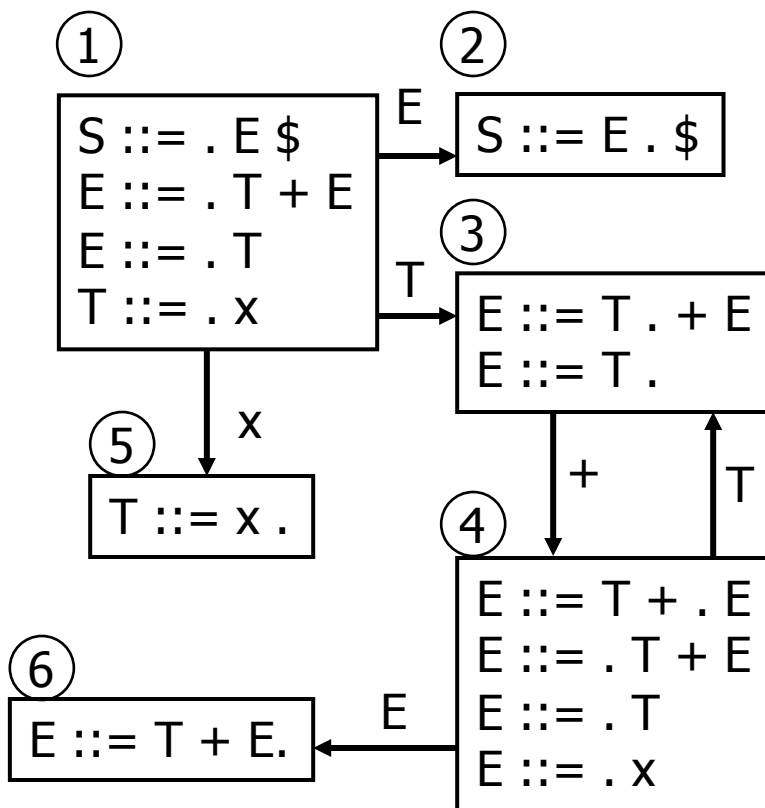 1
S ::= . E $
E ::= . T + E
E ::= . T
T ::= . x
E
2
S ::= E . $
T
3
E ::= T . + E
E ::= T .
x
5
T ::= x .
+
T
4
E ::= T + . E
E ::= . T + E
E ::= . T
E ::= . x
E
6
E ::= T + E.